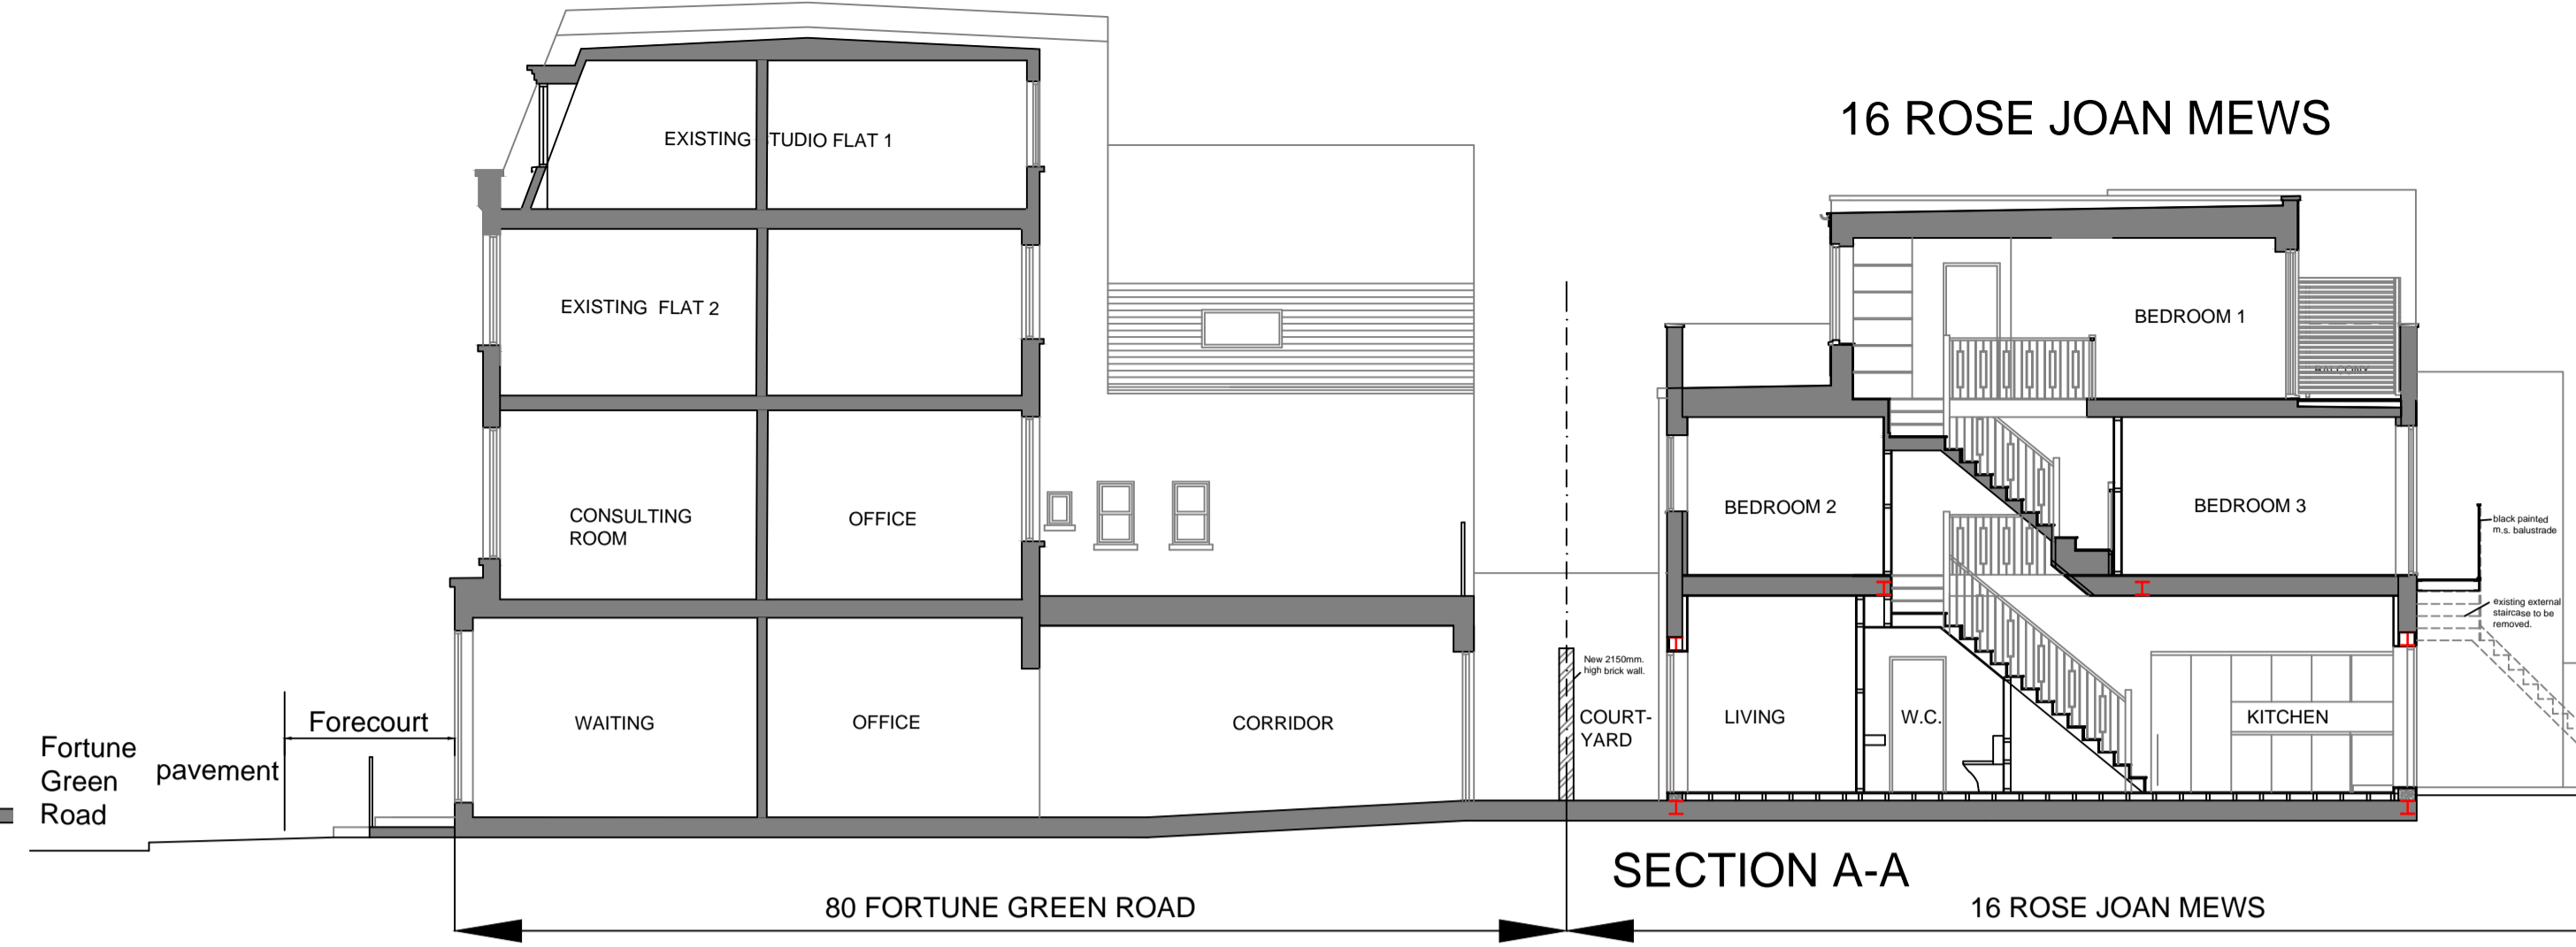 16 ROSE JOAN MEWS
EXISTING STUDIO FLAT 1
EXISTING FLAT 2
BEDROOM 1
CONSULTING
ROOM
OFFICE
BEDROOM 2
BEDROOM 3
black painted
m.s. balustrade
existing external
staircase to be
removed.
New 2150mm.
high brick wall.
Fortune
Green
Road
pavement
Forecourt
WAITING
OFFICE
CORRIDOR
COURT-
YARD
LIVING
W.C.
KITCHEN
SECTION A-A
80 FORTUNE GREEN ROAD
16 ROSE JOAN MEWS